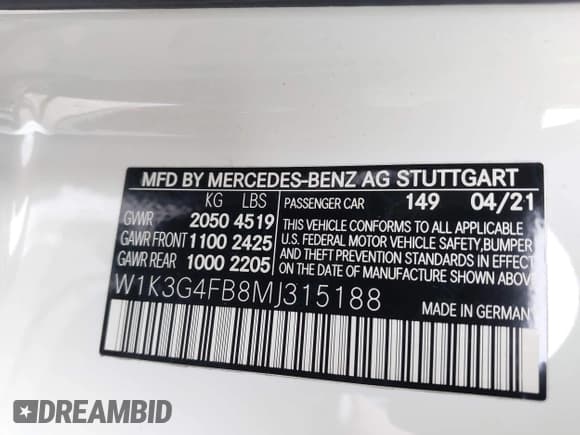 MFD BY MERCEDES-BENZ AG STUTTGART
KG LBS
PASSENGER CAR 149 04/21
GVWR 2050 4519
GAWR FRONT 1100 2425
GAWR REAR 1000 2205
THIS VEHICLE CONFORMS TO ALL APPLICABLE
U.S. FEDERAL MOTOR VEHICLE SAFETY, BUMPER
AND THEFT PREVENTION STANDARDS IN EFFECT
ON THE DATE OF MANUFACTURE SHOWN ABOVE.
W1K3G4FB8MJ315188
MADE IN GERMANY
DREAMBID